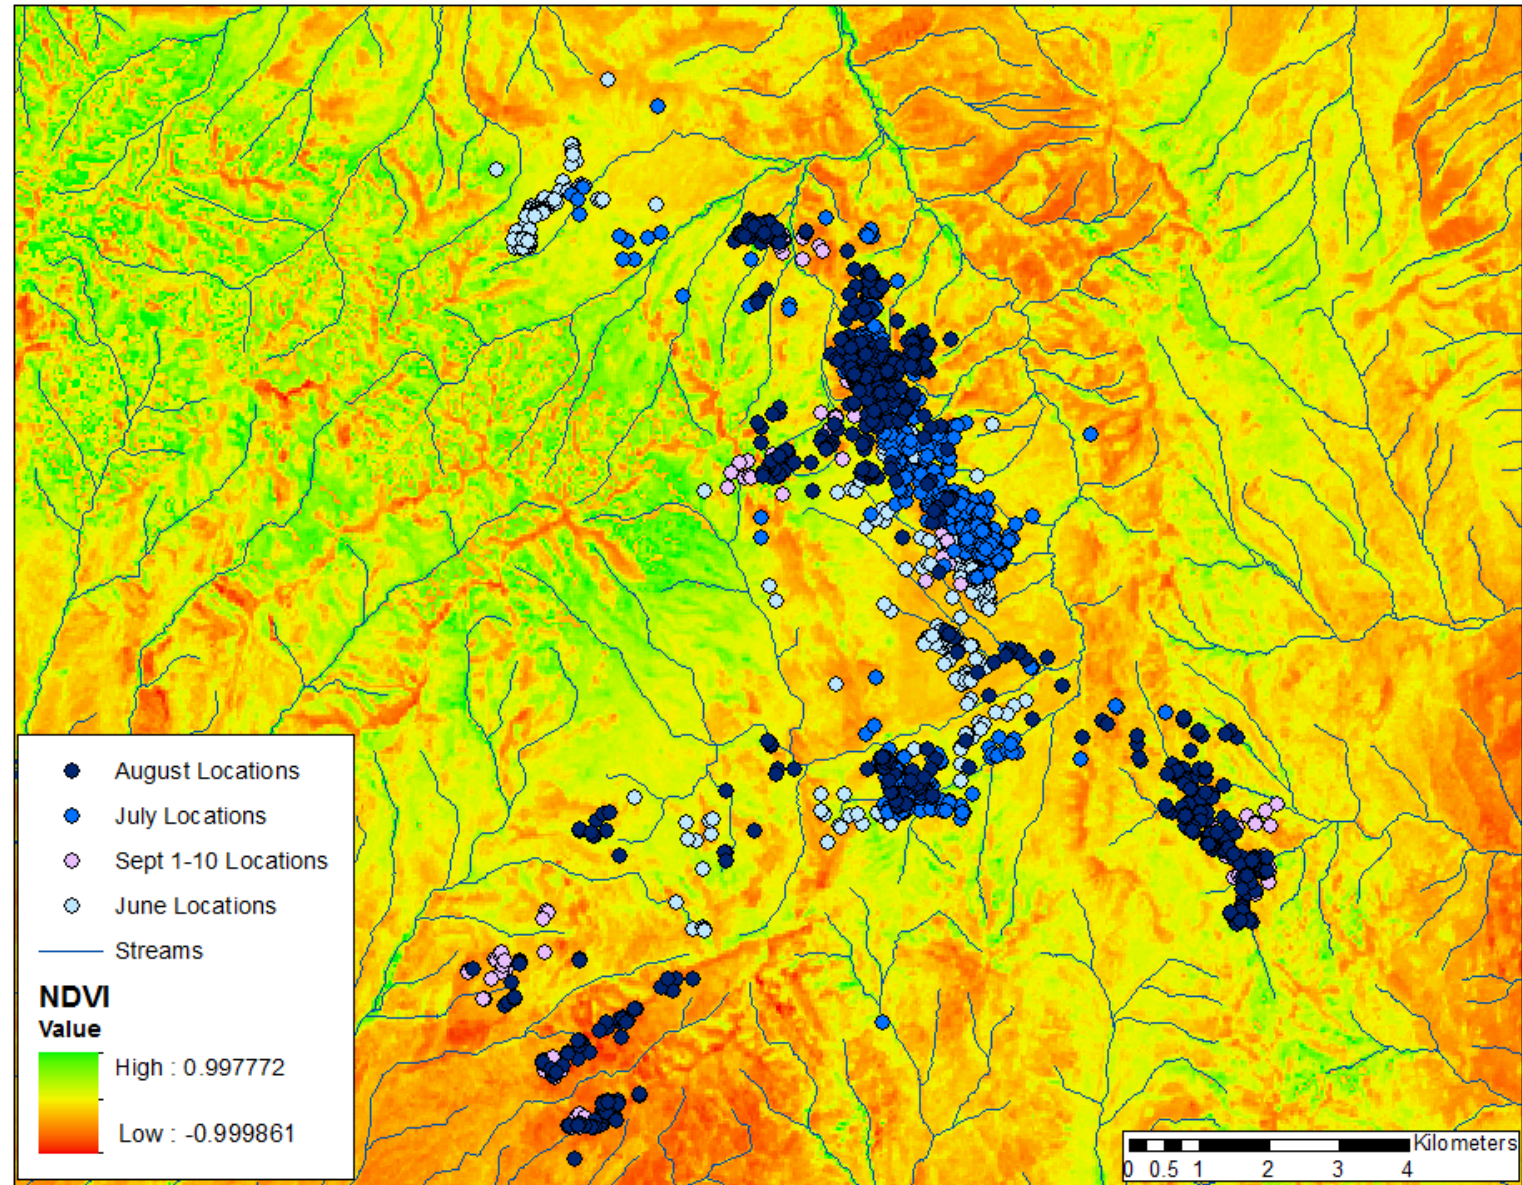 August Locations
July Locations
Sept 1-10 Locations
June Locations
Streams
NDVI
Value
High : 0.997772
Low : -0.999861
Kilometers
0 0.5 1 2 3 4